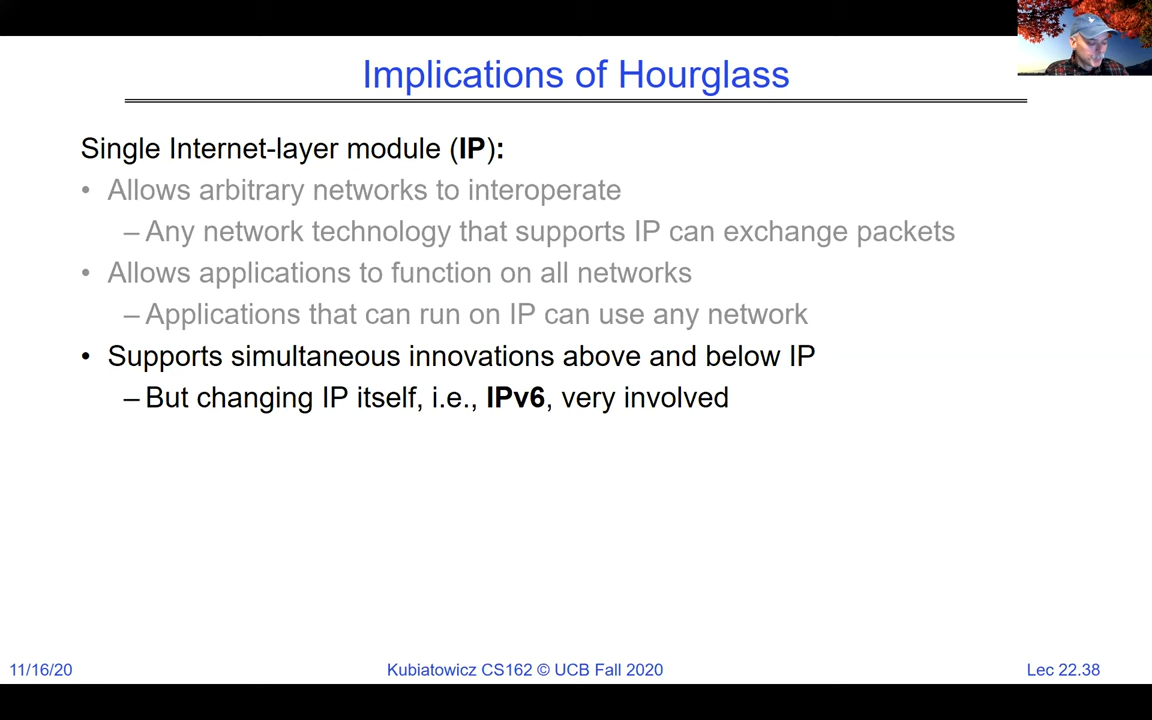 Implications of Hourglass
Single Internet-layer module (IP):
• Allows arbitrary networks to interoperate
– Any network technology that supports IP can exchange packets
• Allows applications to function on all networks
– Applications that can run on IP can use any network
• Supports simultaneous innovations above and below IP
– But changing IP itself, i.e., IPv6, very involved
11/16/20
Kubiatowicz CS162 © UCB Fall 2020
Lec 22.38